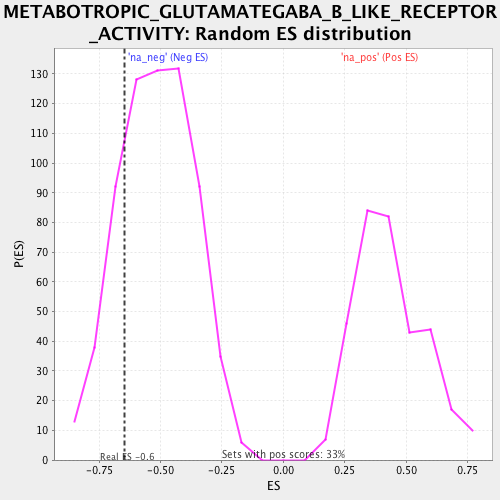 METABOTROPIC_GLUTAMATEGABA_B_LIKE_RECEPTOR
_ACTIVITY: Random ES distribution
'na_neg' (Neg ES)
'na_pos' (Pos ES)
130
120
110
100
90
80
70
60
50
40
30
20
10
0
P(ES)
Real ES -0.6
Sets with pos scores: 33%
-0.75 -0.50 -0.25 0.00 0.25 0.50 0.75
ES